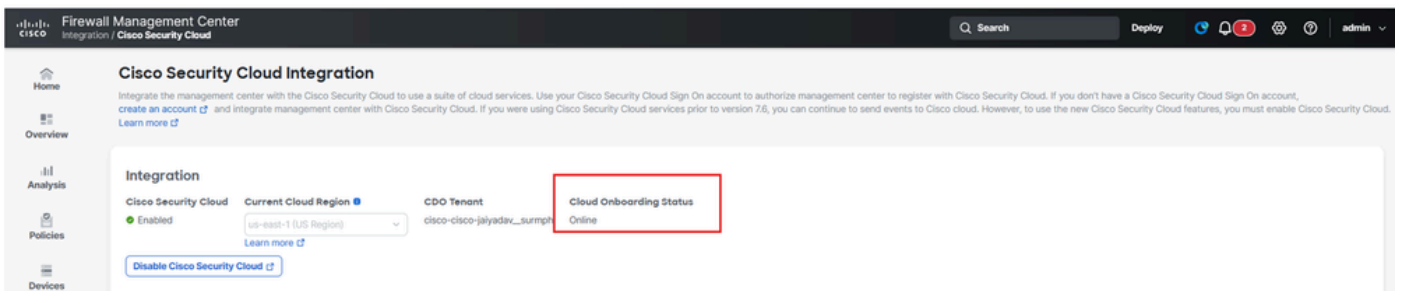 cisco
Firewall Management Center
Integration / Cisco Security Cloud
Search
Deploy
2
admin
Home
Overview
Analysis
Policies
Devices
Cisco Security Cloud Integration
Integrate the management center with the Cisco Security Cloud to use a suite of cloud services. Use your Cisco Security Cloud Sign On account to authorize management center to register with Cisco Security Cloud. If you don't have a Cisco Security Cloud Sign On account,
create an account and integrate management center with Cisco Security Cloud. If you were using Cisco Security Cloud services prior to version 7.6, you can continue to send events to Cisco cloud. However, to use the new Cisco Security Cloud features, you must enable Cisco Security Cloud.
Learn more
Integration
Cisco Security Cloud Current Cloud Region CDO Tenant Cloud Onboarding Status
Enabled us-east-1 (US Region) cisco-cisco-jaiyadav__surmph Online
Learn more
Disable Cisco Security Cloud